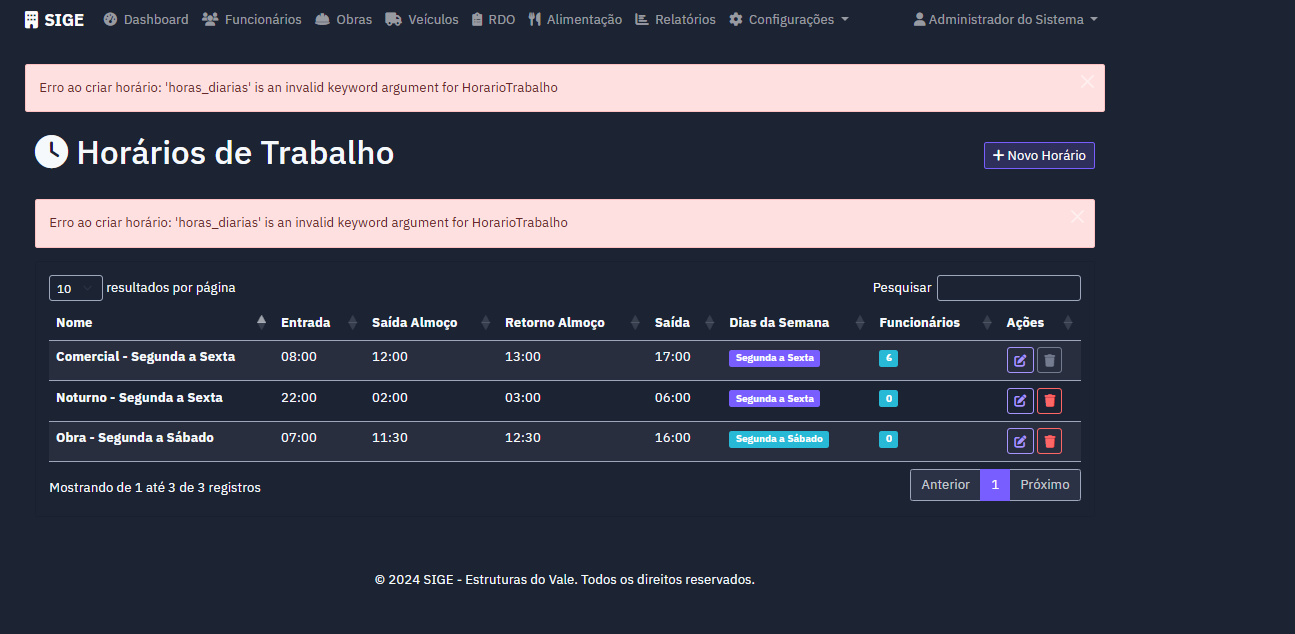 SIGE Dashboard Funcionários Obras Veículos RDO Alimentação Relatórios Configurações Administrador do Sistema
Erro ao criar horário: 'horas_diarias' is an invalid keyword argument for HorarioTrabalho
Horários de Trabalho
+ Novo Horário
Erro ao criar horário: 'horas_diarias' is an invalid keyword argument for HorarioTrabalho
10 resultados por página Pesquisar
Nome Entrada Saída Almoço Retorno Almoço Saída Dias da Semana Funcionários Ações
Comercial - Segunda a Sexta 08:00 12:00 13:00 17:00 Segunda a Sexta 6
Noturno - Segunda a Sexta 22:00 02:00 03:00 06:00 Segunda a Sexta 0
Obra - Segunda a Sábado 07:00 11:30 12:30 16:00 Segunda a Sábado 0
Mostrando de 1 até 3 de 3 registros Anterior 1 Próximo
© 2024 SIGE - Estruturas do Vale. Todos os direitos reservados.